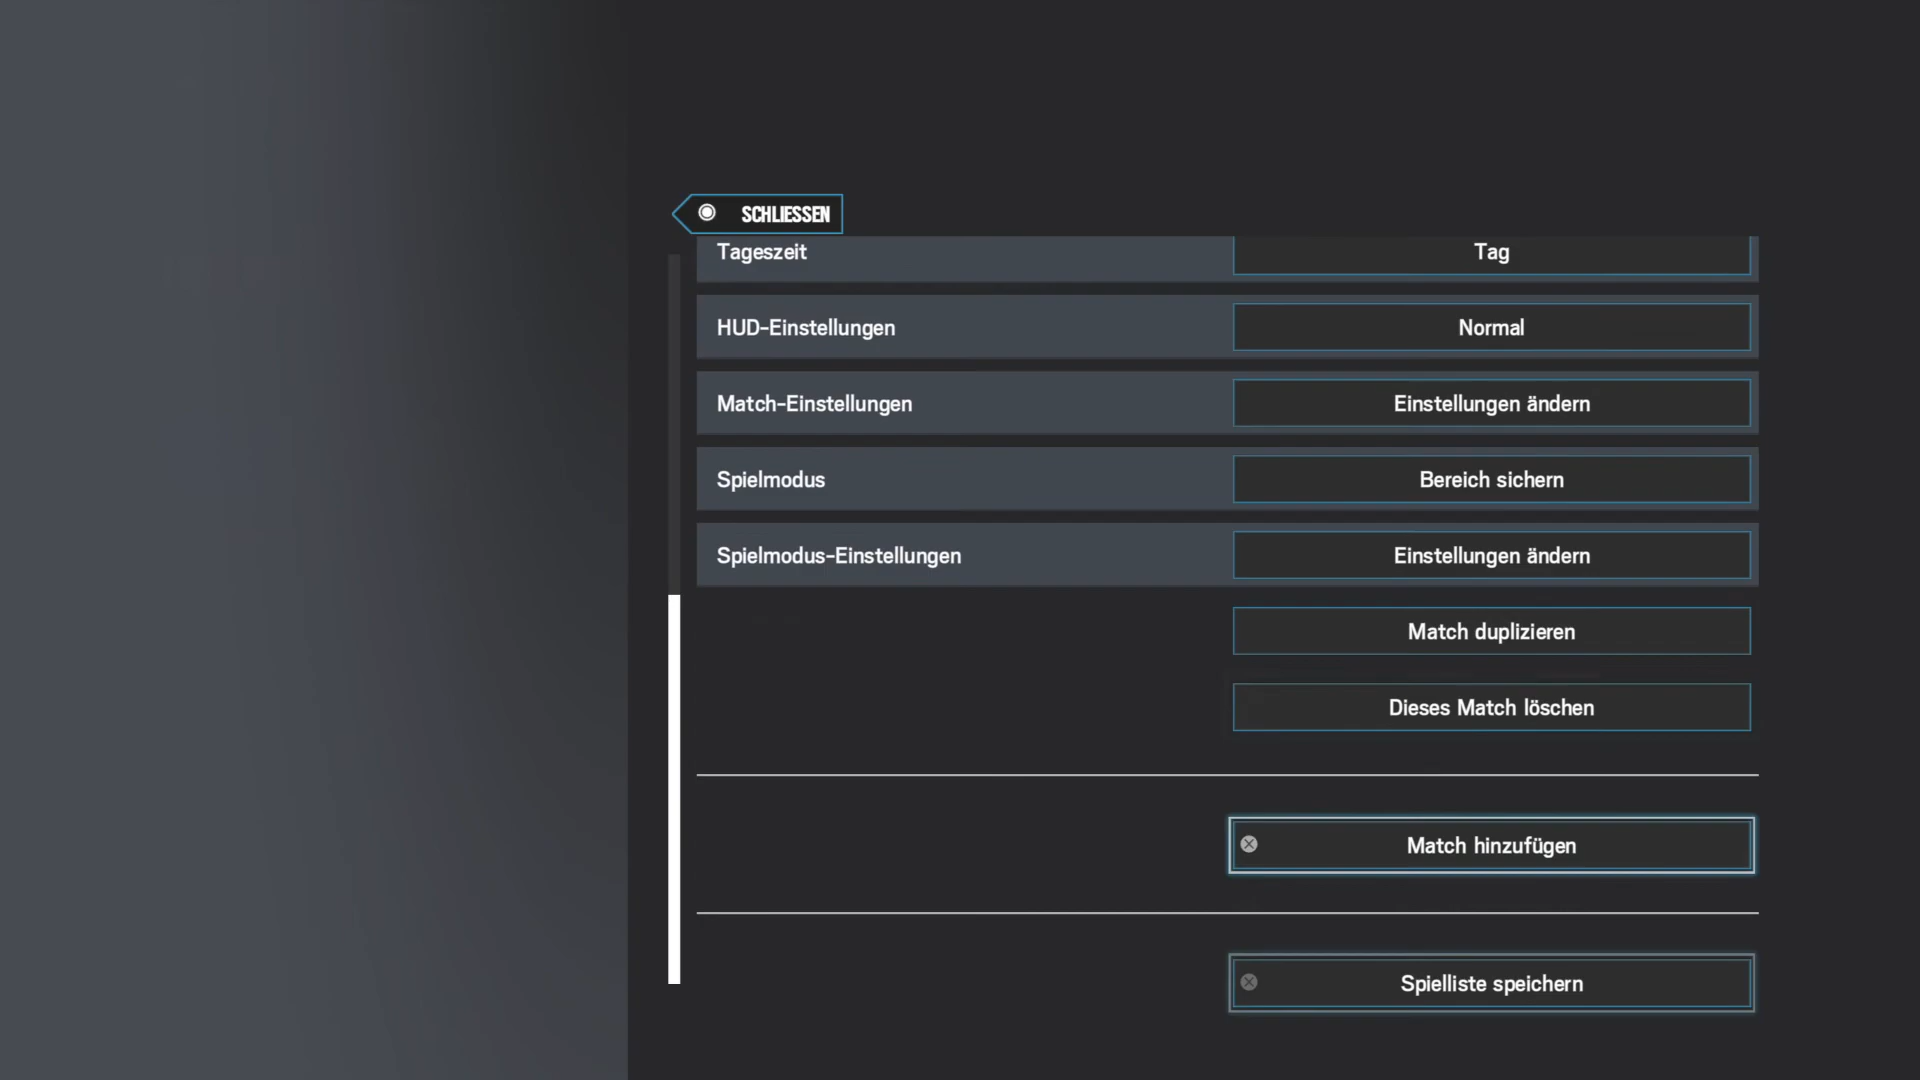 SCHLIESSEN
Tageszeit Tag
HUD-Einstellungen Normal
Match-Einstellungen Einstellungen ändern
Spielmodus Bereich sichern
Spielmodus-Einstellungen Einstellungen ändern
Match duplizieren
Dieses Match löschen
Match hinzufügen
Spielliste speichern